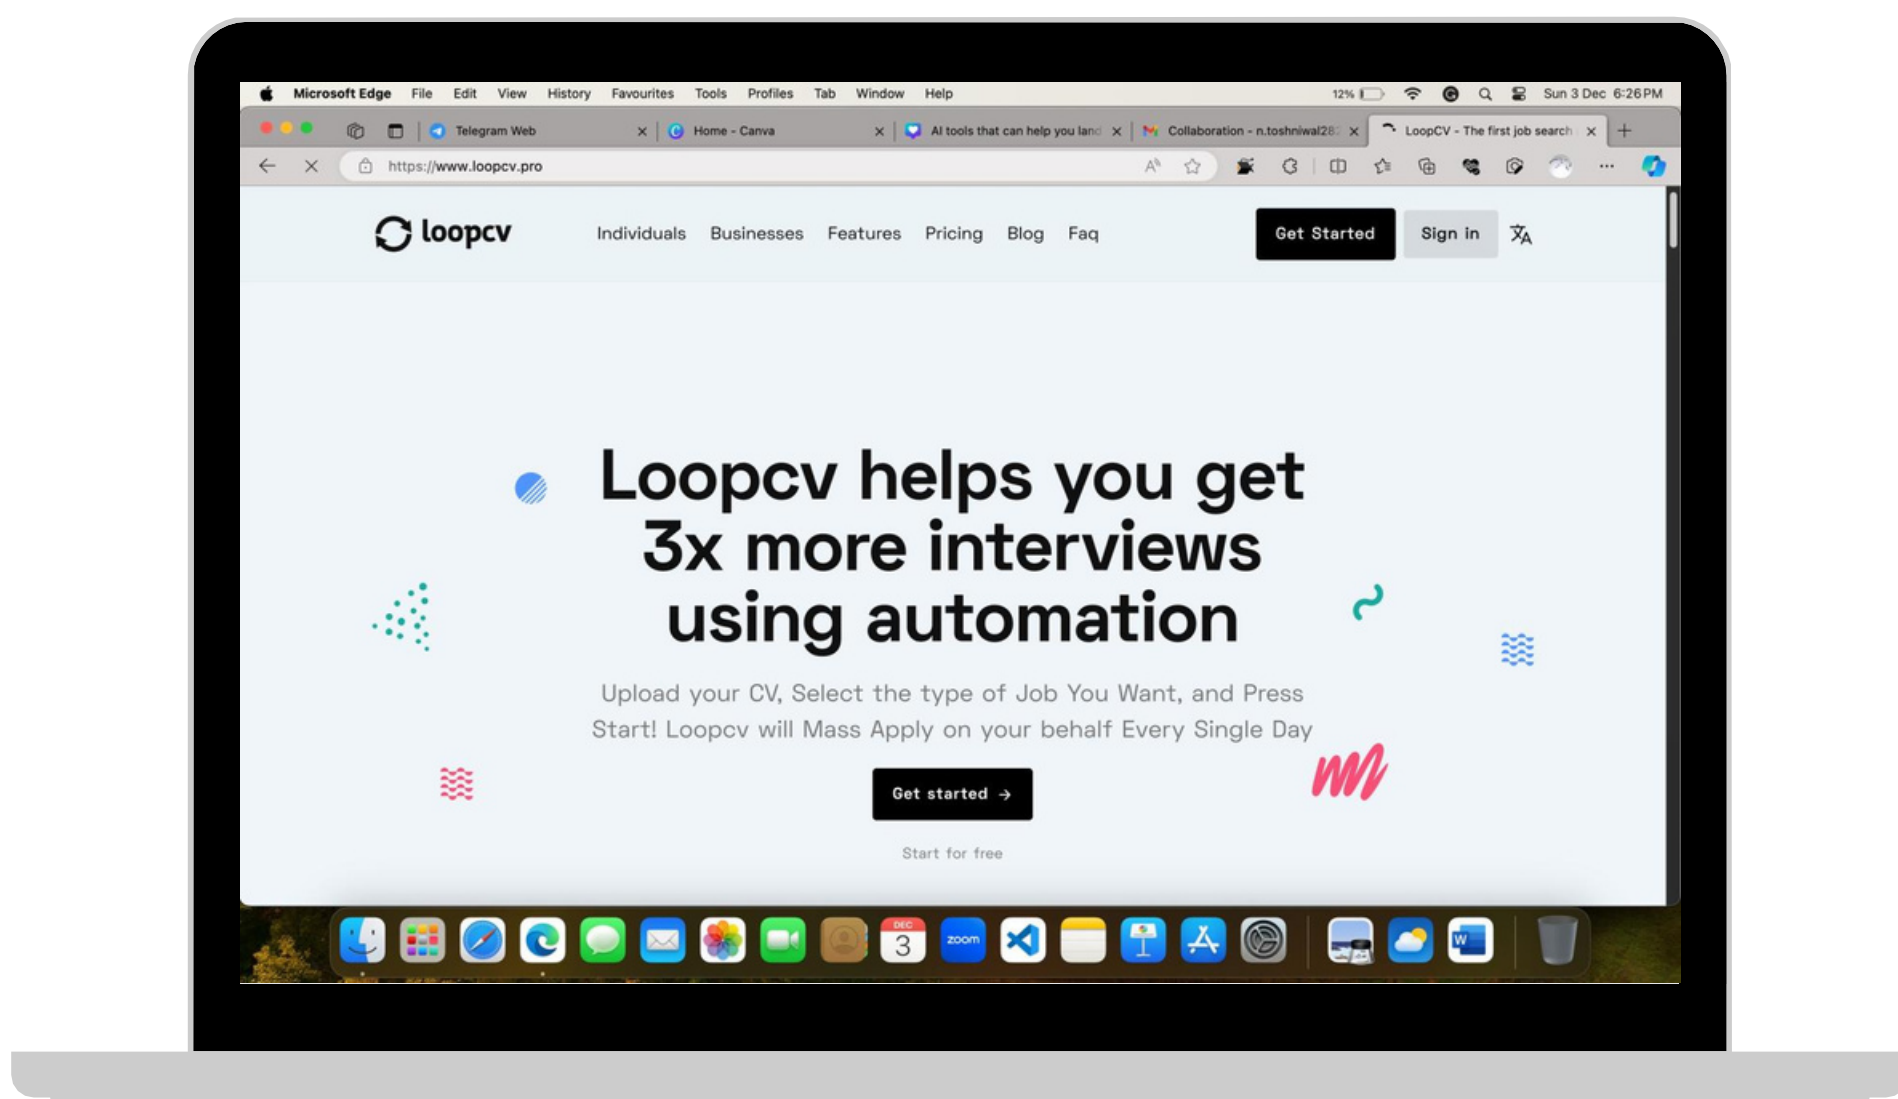 Microsoft Edge File Edit View History Favourites Tools Profiles Tab Window Help 12% Sun 3 Dec 6:26 PM
Telegram Web Home - Canva AI tools that can help you land Collaboration - n.toshniwal282 LoopCV - The first job search
https://www.loopcv.pro
loopcv Individuals Businesses Features Pricing Blog Faq Get Started Sign in
Loopcv helps you get
3x more interviews
using automation
Upload your CV, Select the type of Job You Want, and Press
Start! Loopcv will Mass Apply on your behalf Every Single Day
Get started →
Start for free
DEC
3
zoom
W